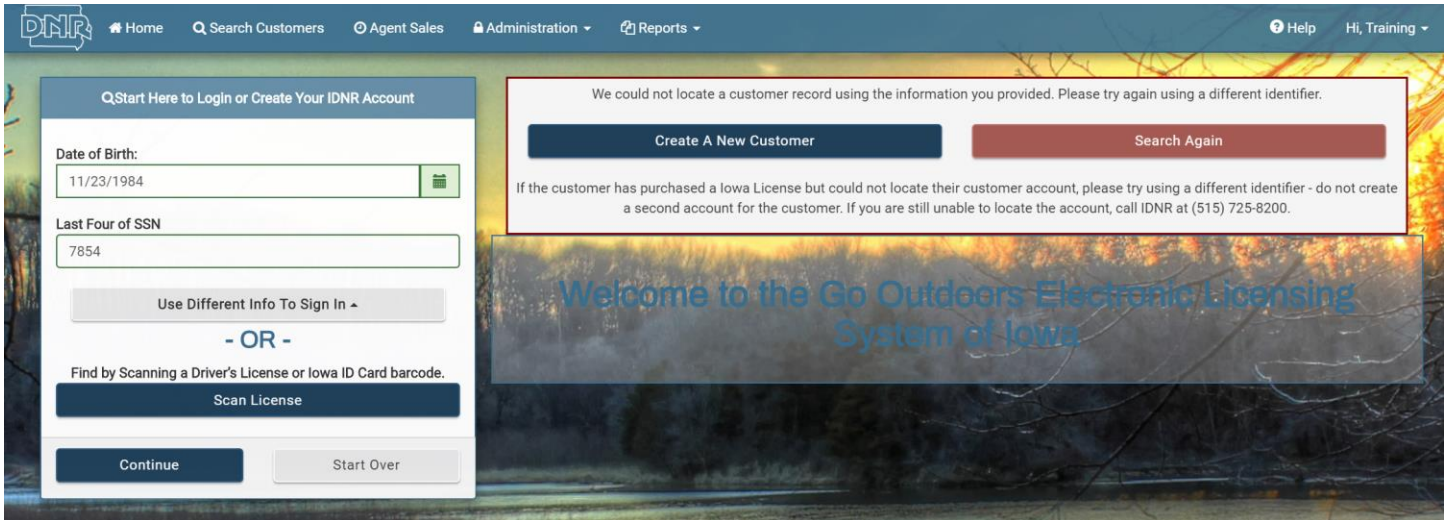 DNR
Home
Search Customers
Agent Sales
Administration
Reports
Help
Hi, Training
Start Here to Login or Create Your IDNR Account
Date of Birth:
11/23/1984
Last Four of SSN
7854
Use Different Info To Sign In
- OR -
Find by Scanning a Driver's License or Iowa ID Card barcode.
Scan License
Continue
Start Over
We could not locate a customer record using the information you provided. Please try again using a different identifier.
Create A New Customer
Search Again
If the customer has purchased a Iowa License but could not locate their customer account, please try using a different identifier - do not create
a second account for the customer. If you are still unable to locate the account, call IDNR at (515) 725-8200.
Welcome to the Go Outdoors Electronic Licensing
System of Iowa